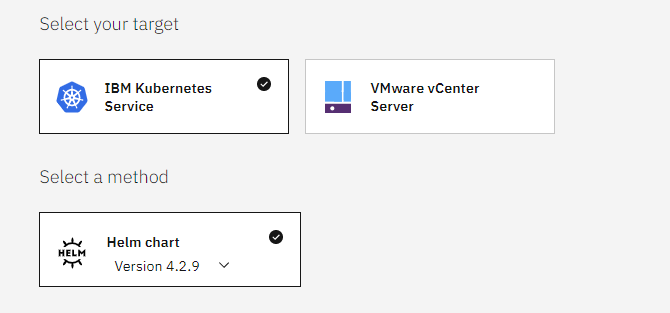 Select your target
IBM Kubernetes
Service
VMware vCenter
Server
Select a method
HELM
Helm chart
Version 4.2.9